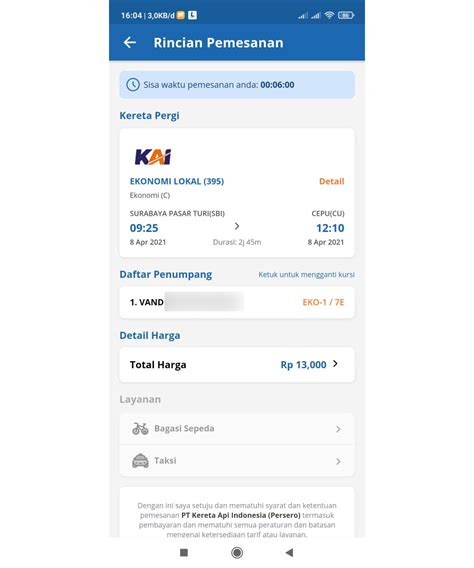 16:04 | 3,0KB/d
86
Rincian Pemesanan
Sisa waktu pemesanan anda: 00:06:00
Kereta Pergi
KAI
EKONOMI LOKAL (395) Detail
Ekonomi (C)
SURABAYA PASAR TURI(SBI) CEPU(CU)
09:25 12:10
8 Apr 2021 Durasi: 2j 45m 8 Apr 2021
Daftar Penumpang Ketuk untuk mengganti kursi
1. VAND EKO-1 / 7E
Detail Harga
Total Harga Rp 13,000
Layanan
Bagasi Sepeda
Taksi
Dengan ini saya setuju dan mematuhi syarat dan ketentuan
pemesanan PT Kereta Api Indonesia (Persero) termasuk
pembayaran dan mematuhi semua peraturan dan batasan
mengenai ketersediaan tarif atau layanan.